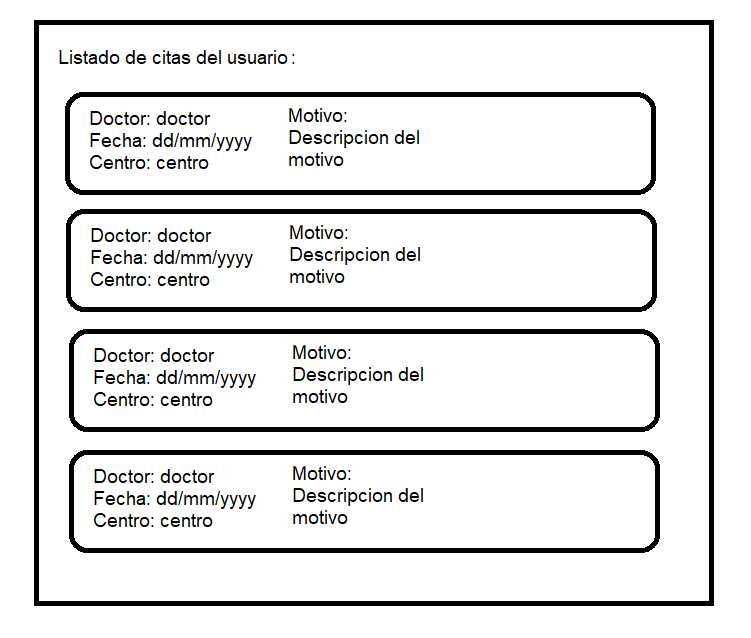 Listado de citas del usuario :
Doctor: doctor
Fecha: dd/mm/yyyy
Centro: centro
Motivo:
Descripcion del
motivo
Doctor: doctor
Fecha: dd/mm/yyyy
Centro: centro
Motivo:
Descripcion del
motivo
Doctor: doctor
Fecha: dd/mm/yyyy
Centro: centro
Motivo:
Descripcion del
motivo
Doctor: doctor
Fecha: dd/mm/yyyy
Centro: centro
Motivo:
Descripcion del
motivo